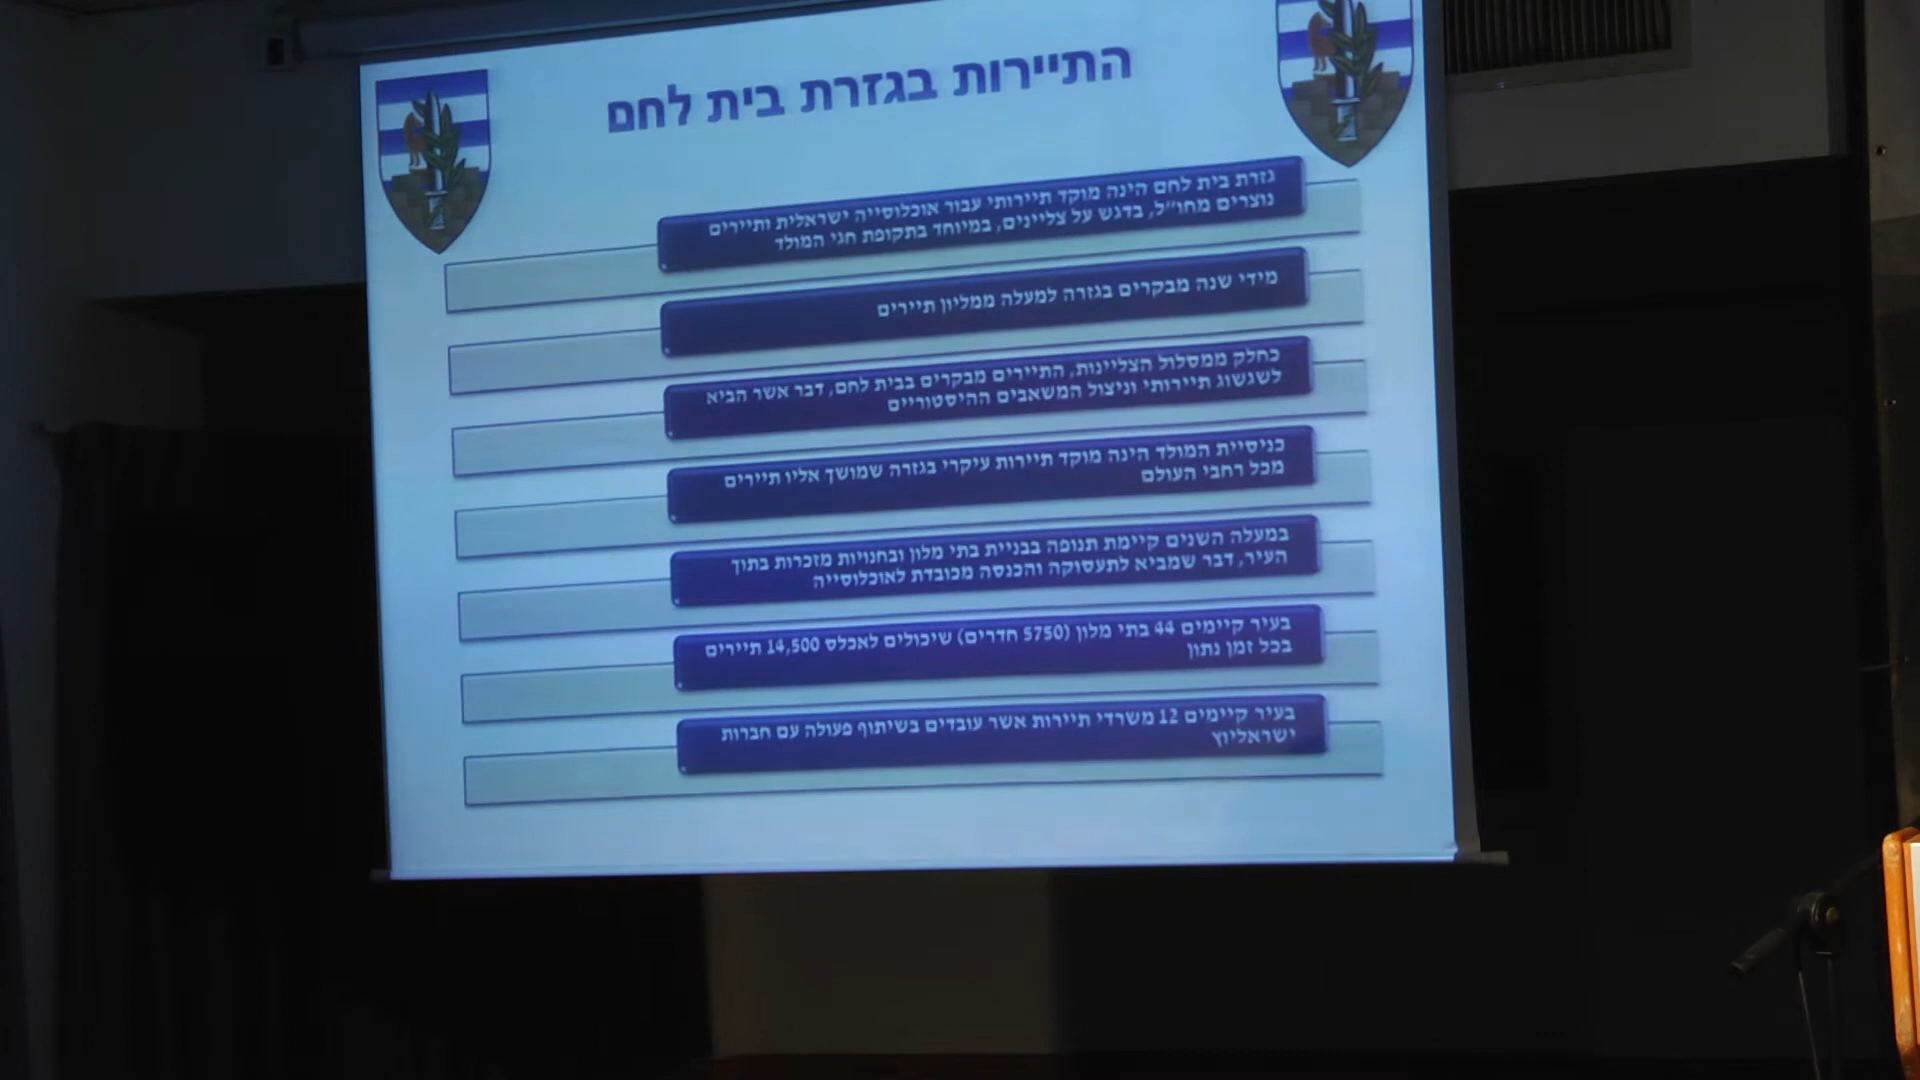 התיירות בגזרת בית לחם
גזרת בית לחם הינה מוקד תיירותי עבור אוכלוסייה ישראלית ותיירים
נוצרים מחו"ל, בדגש על צליינים, במיוחד בתקופת חגי המולד
מידי שנה מבקרים בגזרה למעלה ממליון תיירים
כחלק ממסלול הצליינות, התיירים מבקרים בבית לחם, דבר אשר הביא
לשגשוג תיירותי וניצול המשאבים ההיסטוריים
כניסיית המולד הינה מוקד תיירות עיקרי בגזרה שמושך אליו תיירים
מכל רחבי העולם
במעלה השנים קיימת תנופה בבניית בתי מלון ובחנויות מזכרות בתוך
העיר, דבר שמביא לתעסוקה והכנסה מכובדת לאוכלוסייה
בעיר קיימים 44 בתי מלון (5750 חדרים) שיכולים לאכלס 14,500 תיירים
בכל זמן נתון
בעיר קיימים 12 משרדי תיירות אשר עובדים בשיתוף פעולה עם חברות
ישראליוץ